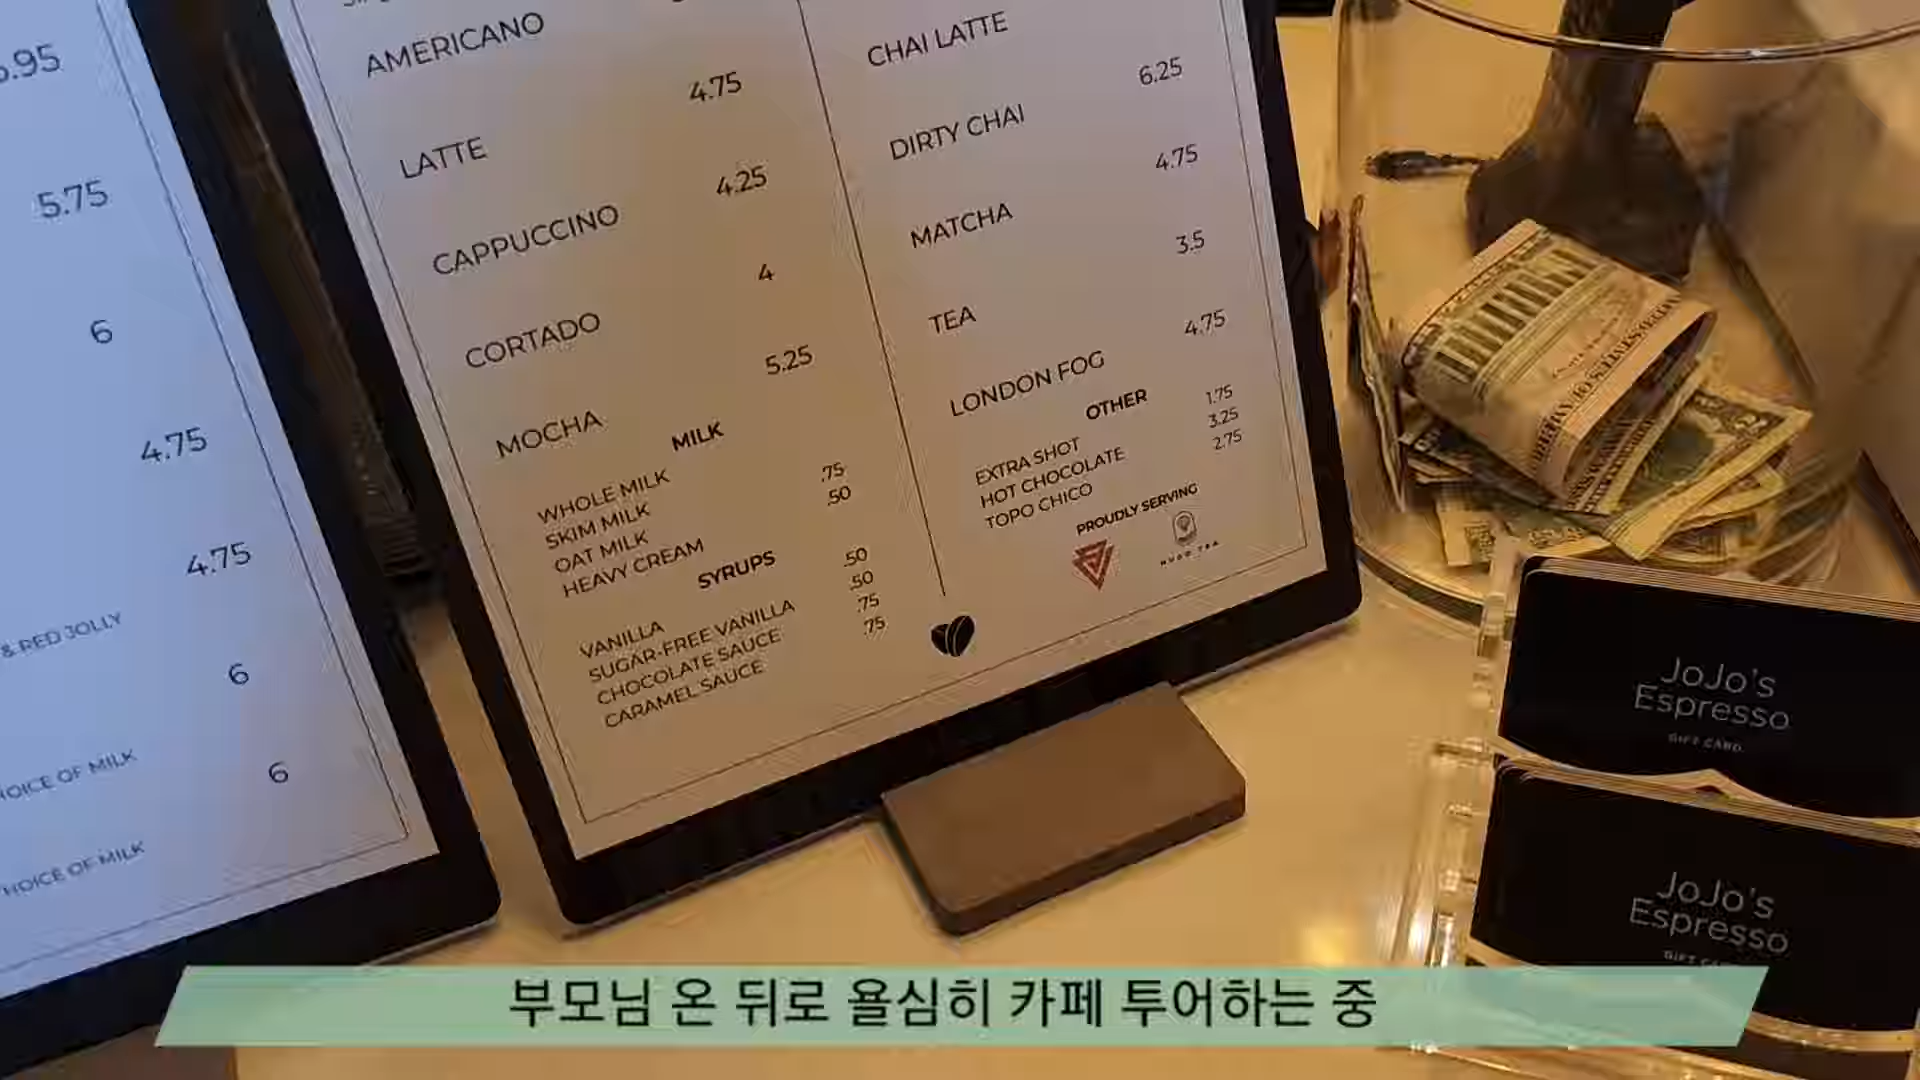 5.75
6
4.75
4.75
& RED JOLLY
6
HOICE OF MILK
6
HOICE OF MILK
AMERICANO
4.75
LATTE
4.25
CAPPUCCINO
4
CORTADO
5.25
MOCHA
MILK
WHOLE MILK
SKIM MILK .75
OAT MILK .50
HEAVY CREAM
SYRUPS
VANILLA .50
SUGAR-FREE VANILLA .50
CHOCOLATE SAUCE .75
CARAMEL SAUCE .75
CHAI LATTE
6.25
DIRTY CHAI
4.75
MATCHA
3.5
TEA
4.75
LONDON FOG
OTHER
EXTRA SHOT 1.75
HOT CHOCOLATE 3.25
TOPO CHICO 2.75
PROUDLY SERVING
JoJo's
Espresso
GIFT CARD
JoJo's
Espresso
부모님 온 뒤로 욜심히 카페 투어하는 중